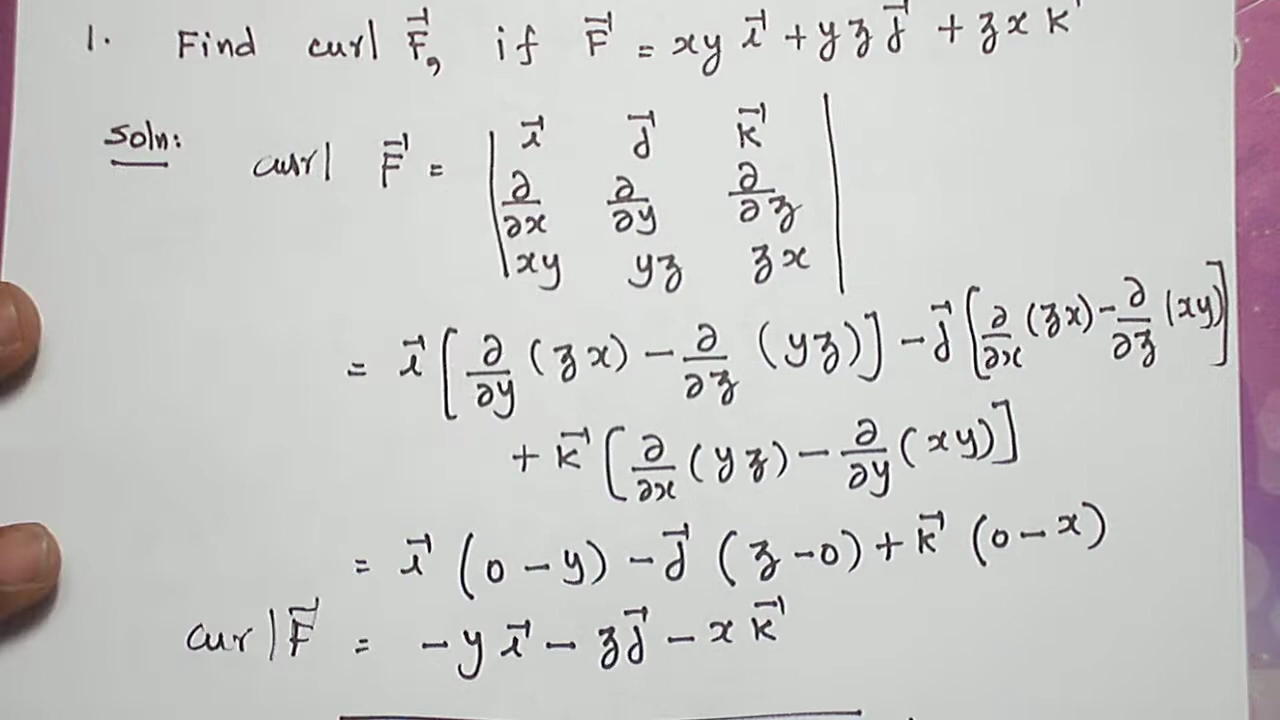 1. Find curl F⃗, if F⃗ = xy i⃗ + yz j⃗ + zx k⃗
Soln:
curl F⃗ = | i⃗ j⃗ k⃗ |
| ∂/∂x ∂/∂y ∂/∂z |
| xy yz zx |
= i⃗ [ ∂/∂y (zx) − ∂/∂z (yz) ] − j⃗ [ ∂/∂x (zx) − ∂/∂z (xy) ]
+ k⃗ [ ∂/∂x (yz) − ∂/∂y (xy) ]
= i⃗ (0 − y) − j⃗ (z − 0) + k⃗ (0 − x)
curl F⃗ = − y i⃗ − z j⃗ − x k⃗